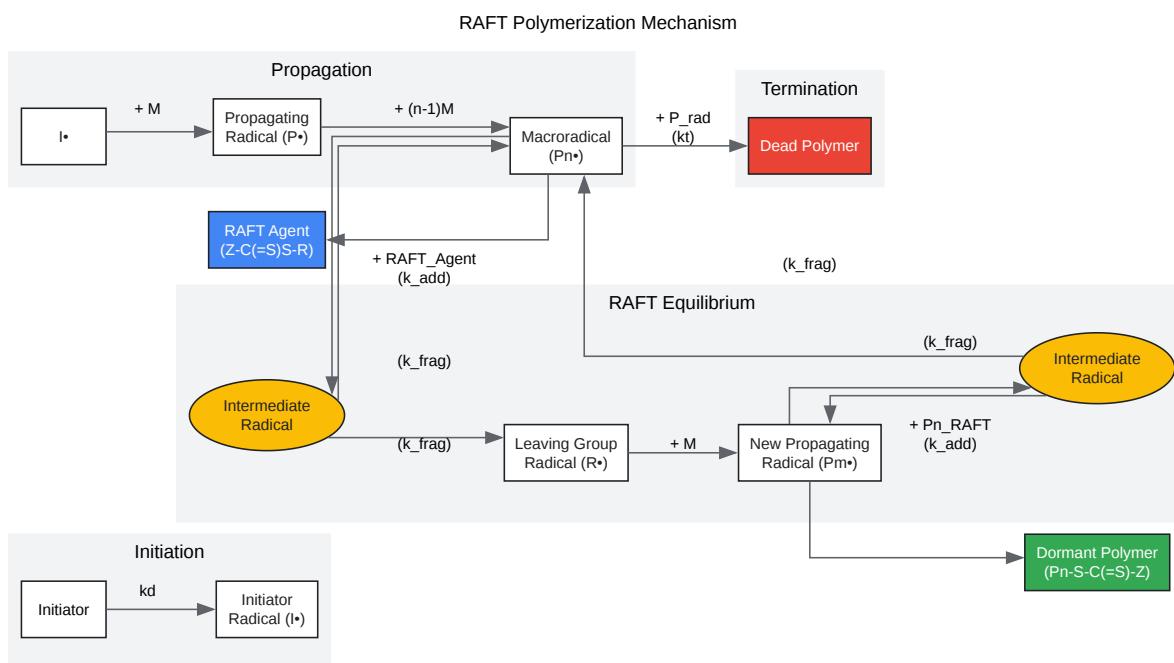 RAFT Polymerization Mechanism
Propagation
I•
+ M
Propagating
Radical (P•)
+ (n-1)M
Macroradical
(Pn•)
+ P_rad
(kt)
Termination
Dead Polymer
RAFT Agent
(Z-C(=S)S-R)
+ RAFT_Agent
(k_add)
(k_frag)
RAFT Equilibrium
(k_frag)
(k_frag)
Intermediate
Radical
Intermediate
Radical
(k_frag)
Leaving Group
Radical (R•)
+ M
New Propagating
Radical (Pm•)
+ Pn_RAFT
(k_add)
Dormant Polymer
(Pn-S-C(=S)-Z)
Initiation
Initiator
kd
Initiator
Radical (I•)